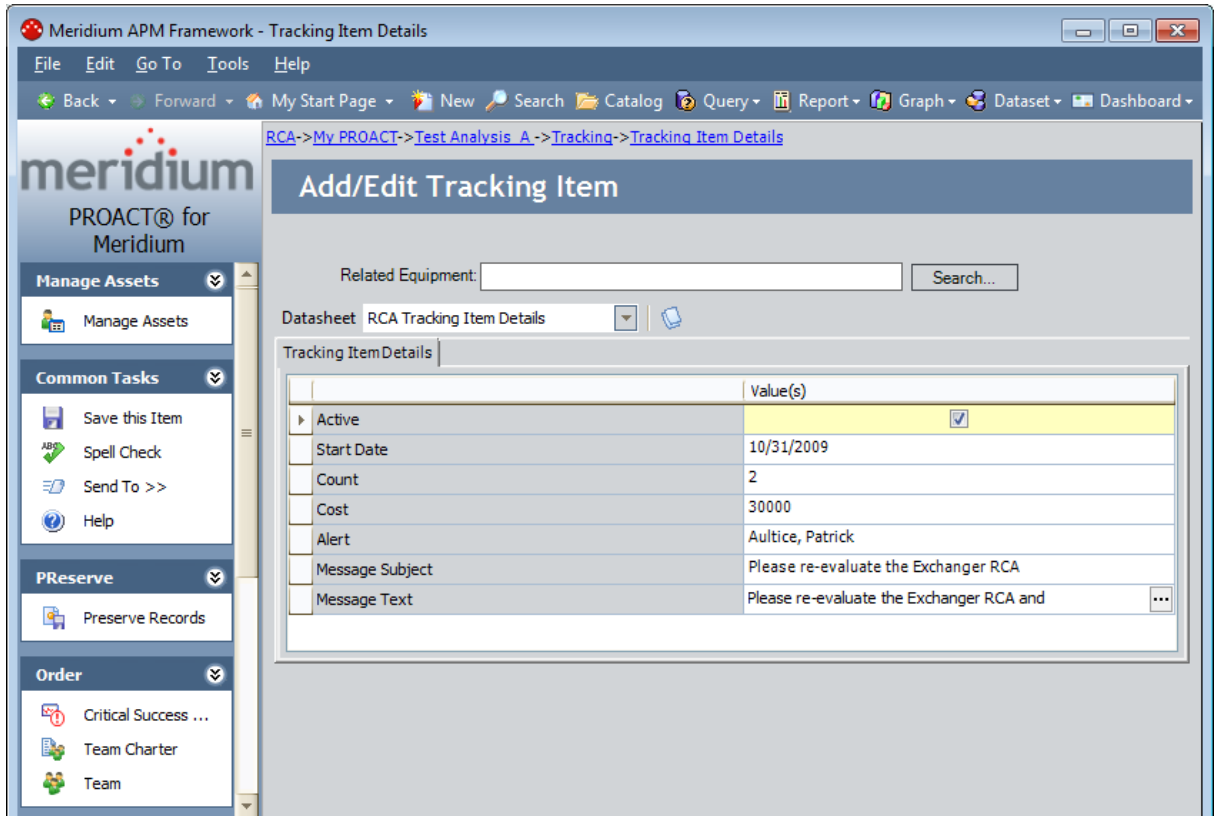 Meridium APM Framework - Tracking Item Details
File Edit Go To Tools Help
Back Forward My Start Page New Search Catalog Query Report Graph Dataset Dashboard
RCA->My PROACT->Test Analysis A ->Tracking->Tracking Item Details
meridium
PROACT® for
Meridium
Add/Edit Tracking Item
Manage Assets
Manage Assets
Common Tasks
Save this Item
ABC
Spell Check
Send To >>
Help
PReserve
Preserve Records
Order
Critical Success ...
Team Charter
Team
Related Equipment:
Search...
Datasheet RCA Tracking Item Details
Tracking ItemDetails
Value(s)
Active
Start Date 10/31/2009
Count 2
Cost 30000
Alert Aultice, Patrick
Message Subject Please re-evaluate the Exchanger RCA
Message Text Please re-evaluate the Exchanger RCA and ...